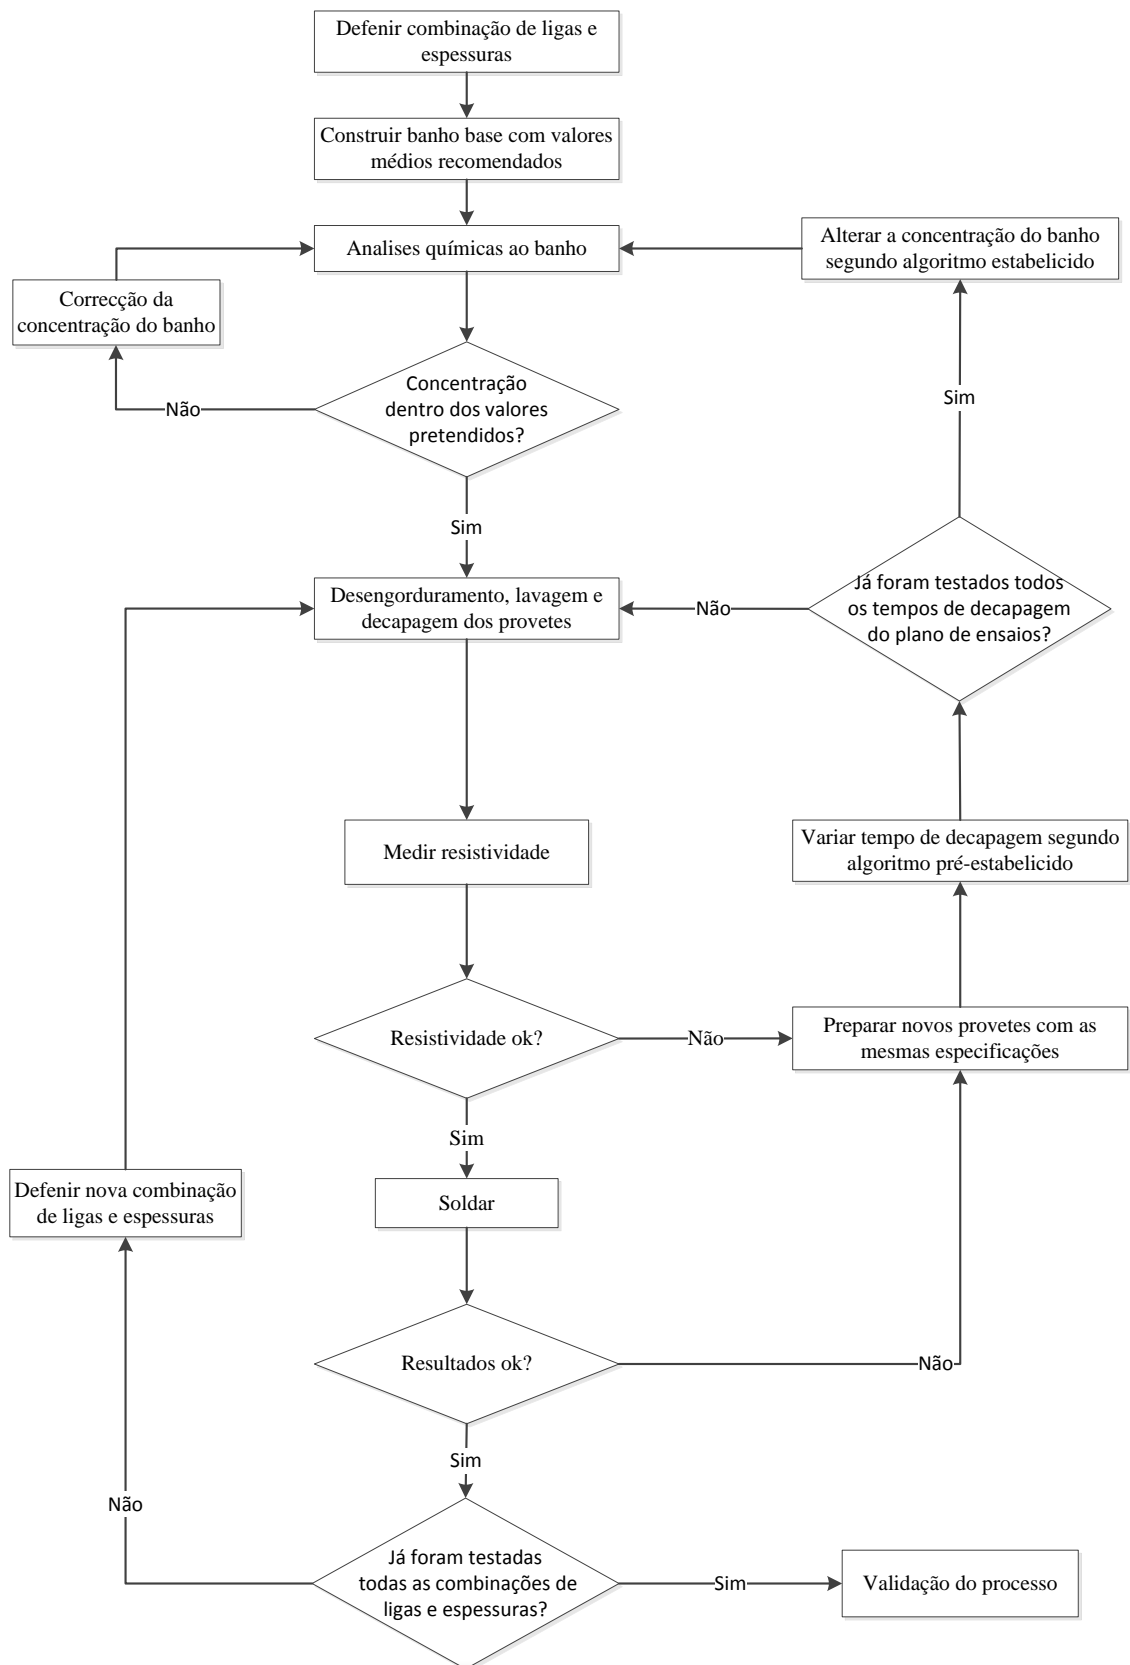 Defenir combinação de ligas e
espessuras
Construir banho base com valores
médios recomendados
Analises químicas ao banho
Alterar a concentração do banho
segundo algoritmo estabelicido
Correcção da
concentração do banho
Concentração
dentro dos valores
pretendidos?
Não
Sim
Sim
Desengorduramento, lavagem e
decapagem dos provetes
Não
Já foram testados todos
os tempos de decapagem
do plano de ensaios?
Medir resistividade
Variar tempo de decapagem segundo
algoritmo pré-estabelicido
Resistividade ok?
Não
Preparar novos provetes com as
mesmas especificações
Sim
Defenir nova combinação
de ligas e espessuras
Soldar
Resultados ok?
Não
Sim
Não
Já foram testadas
todas as combinações de
ligas e espessuras?
Sim
Validação do processo